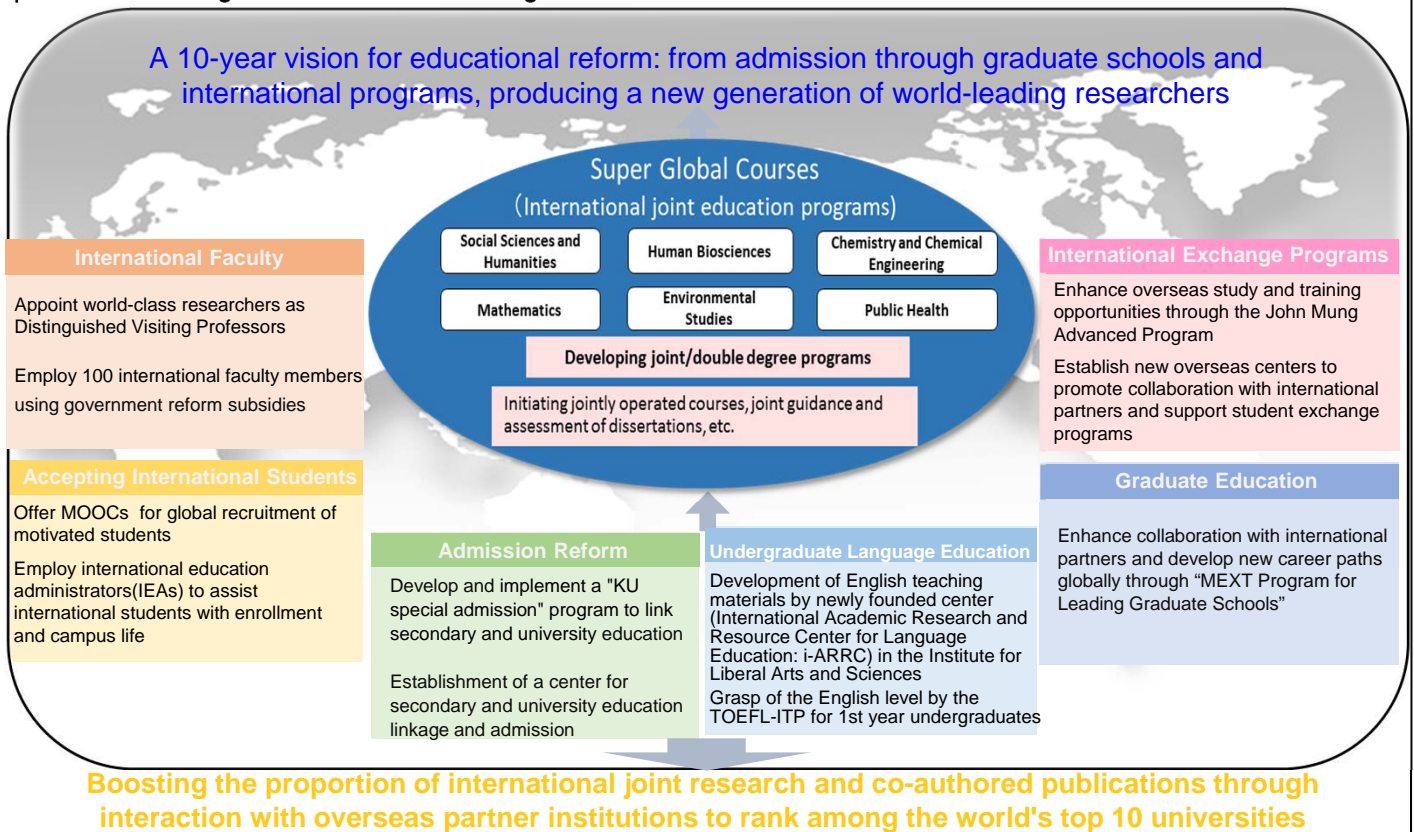 A 10-year vision for educational reform: from admission through graduate schools and
international programs, producing a new generation of world-leading researchers
Super Global Courses
(International joint education programs)
Social Sciences and
Humanities
Human Biosciences
Chemistry and Chemical
Engineering
Mathematics
Environmental
Studies
Public Health
Developing joint/double degree programs
Initiating jointly operated courses, joint guidance and
assessment of dissertations, etc.
International Faculty
Appoint world-class researchers as
Distinguished Visiting Professors
Employ 100 international faculty members
using government reform subsidies
Accepting International Students
Offer MOOCs for global recruitment of
motivated students
Employ international education
administrators(IEAs) to assist
international students with enrollment
and campus life
Admission Reform
Develop and implement a "KU
special admission" program to link
secondary and university education
Establishment of a center for
secondary and university education
linkage and admission
Undergraduate Language Education
Development of English teaching
materials by newly founded center
(International Academic Research and
Resource Center for Language
Education: i-ARRC) in the Institute for
Liberal Arts and Sciences
Grasp of the English level by the
TOEFL-ITP for 1st year undergraduates
International Exchange Programs
Enhance overseas study and training
opportunities through the John Mung
Advanced Program
Establish new overseas centers to
promote collaboration with international
partners and support student exchange
programs
Graduate Education
Enhance collaboration with international
partners and develop new career paths
globally through “MEXT Program for
Leading Graduate Schools”
Boosting the proportion of international joint research and co-authored publications through
interaction with overseas partner institutions to rank among the world's top 10 universities